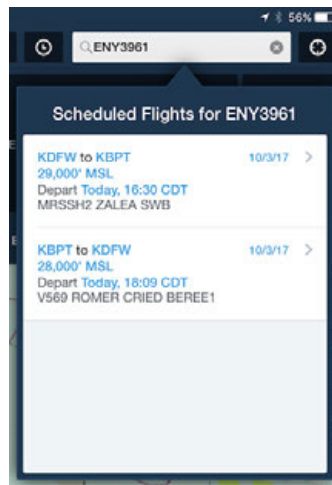 56%
ENY3961
Scheduled Flights for ENY3961
KDFW to KBPT 10/3/17
29,000' MSL
Depart Today, 16:30 CDT
MRSSH2 ZALEA SWB
KBPT to KDFW 10/3/17
28,000' MSL
Depart Today, 18:09 CDT
V569 ROMER CRIED BEREE1